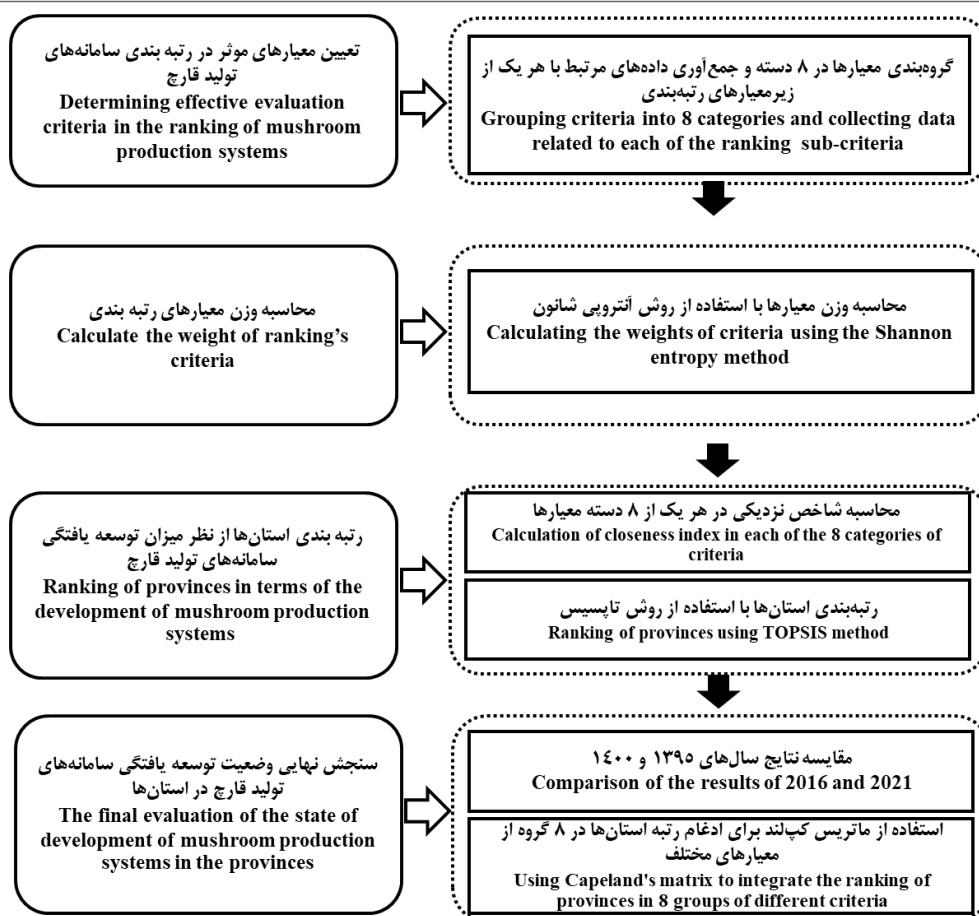 تعیین معیارهای موثر در رتبه بندی سامانه‌های
تولید قارچ
Determining effective evaluation
criteria in the ranking of mushroom
production systems
گروه‌بندی معیارها در ۸ دسته و جمع‌آوری داده‌های مرتبط با هر یک از
زیرمعیارهای رتبه‌بندی
Grouping criteria into 8 categories and collecting data
related to each of the ranking sub-criteria
محاسبه وزن معیارهای رتبه بندی
Calculate the weight of ranking's
criteria
محاسبه وزن معیارها با استفاده از روش آنتروپی شانون
Calculating the weights of criteria using the Shannon
entropy method
رتبه بندی استان‌ها از نظر میزان توسعه یافتگی
سامانه‌های تولید قارچ
Ranking of provinces in terms of the
development of mushroom production
systems
محاسبه شاخص نزدیکی در هر یک از ۸ دسته معیارها
Calculation of closeness index in each of the 8 categories of
criteria
رتبه‌بندی استان‌ها با استفاده از روش تاپسیس
Ranking of provinces using TOPSIS method
سنجش نهایی وضعیت توسعه یافتگی سامانه‌های
تولید قارچ در استان‌ها
The final evaluation of the state of
development of mushroom production
systems in the provinces
مقایسه نتایج سال‌های ۱۳۹۵ و ۱٤۰۰
Comparison of the results of 2016 and 2021
استفاده از ماتریس کپ‌لند برای ادغام رتبه استان‌ها در ۸ گروه از
معیارهای مختلف
Using Capeland's matrix to integrate the ranking of
provinces in 8 groups of different criteria